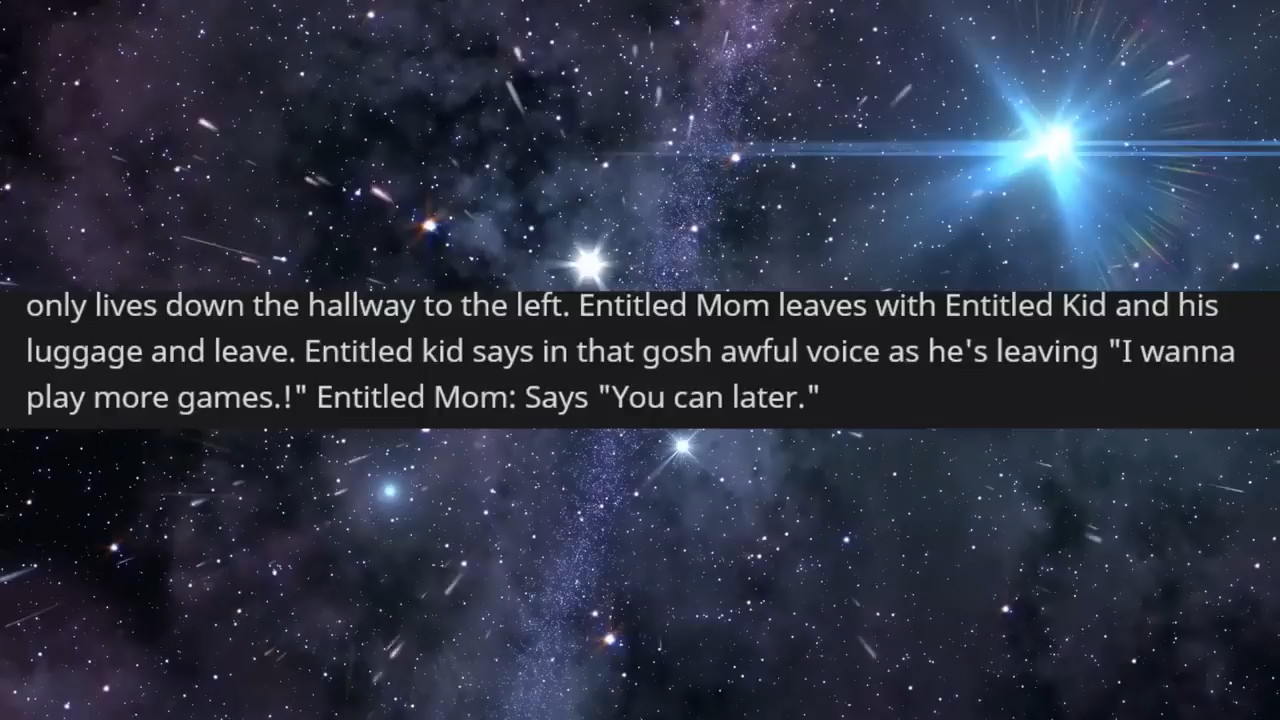 only lives down the hallway to the left. Entitled Mom leaves with Entitled Kid and his
luggage and leave. Entitled kid says in that gosh awful voice as he's leaving "I wanna
play more games.!" Entitled Mom: Says "You can later."